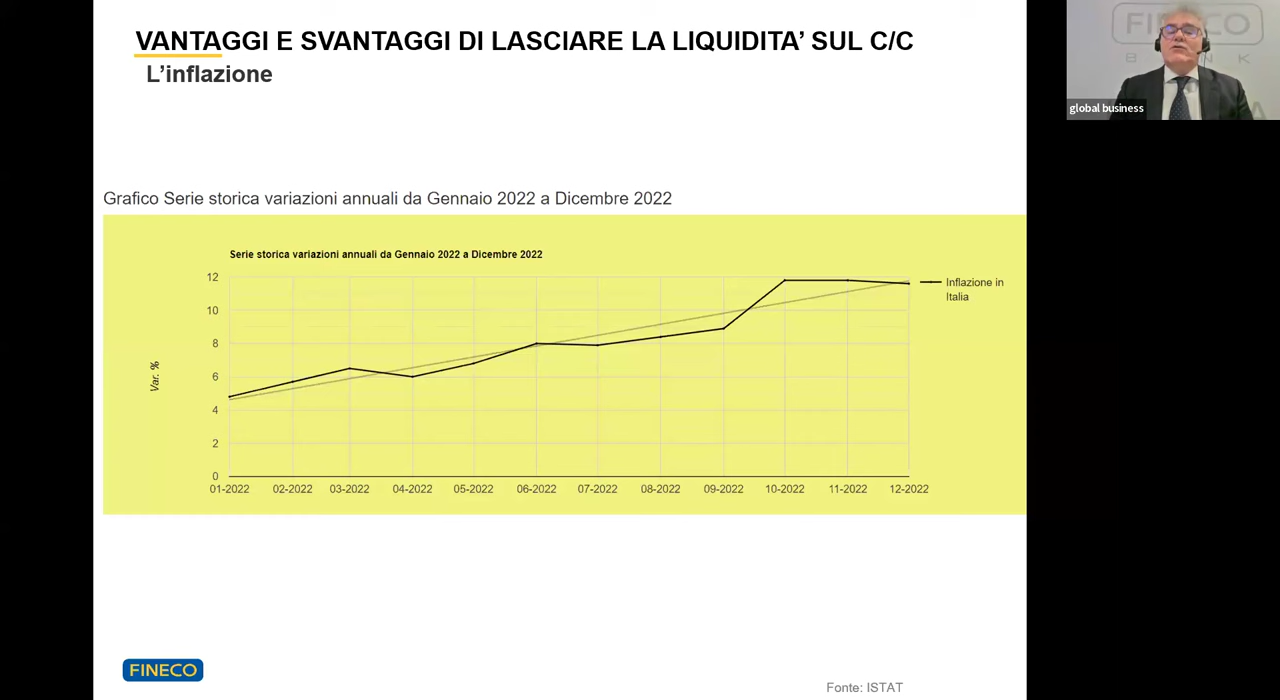 VANTAGGI E SVANTAGGI DI LASCIARE LA LIQUIDITA’ SUL C/C
L’inflazione
FINECO
B N K
global business
Grafico Serie storica variazioni annuali da Gennaio 2022 a Dicembre 2022
Serie storica variazioni annuali da Gennaio 2022 a Dicembre 2022
12
10
8
6
4
2
0
Var. %
Inflazione in
Italia
01-2022 02-2022 03-2022 04-2022 05-2022 06-2022 07-2022 08-2022 09-2022 10-2022 11-2022 12-2022
FINECO
Fonte: ISTAT